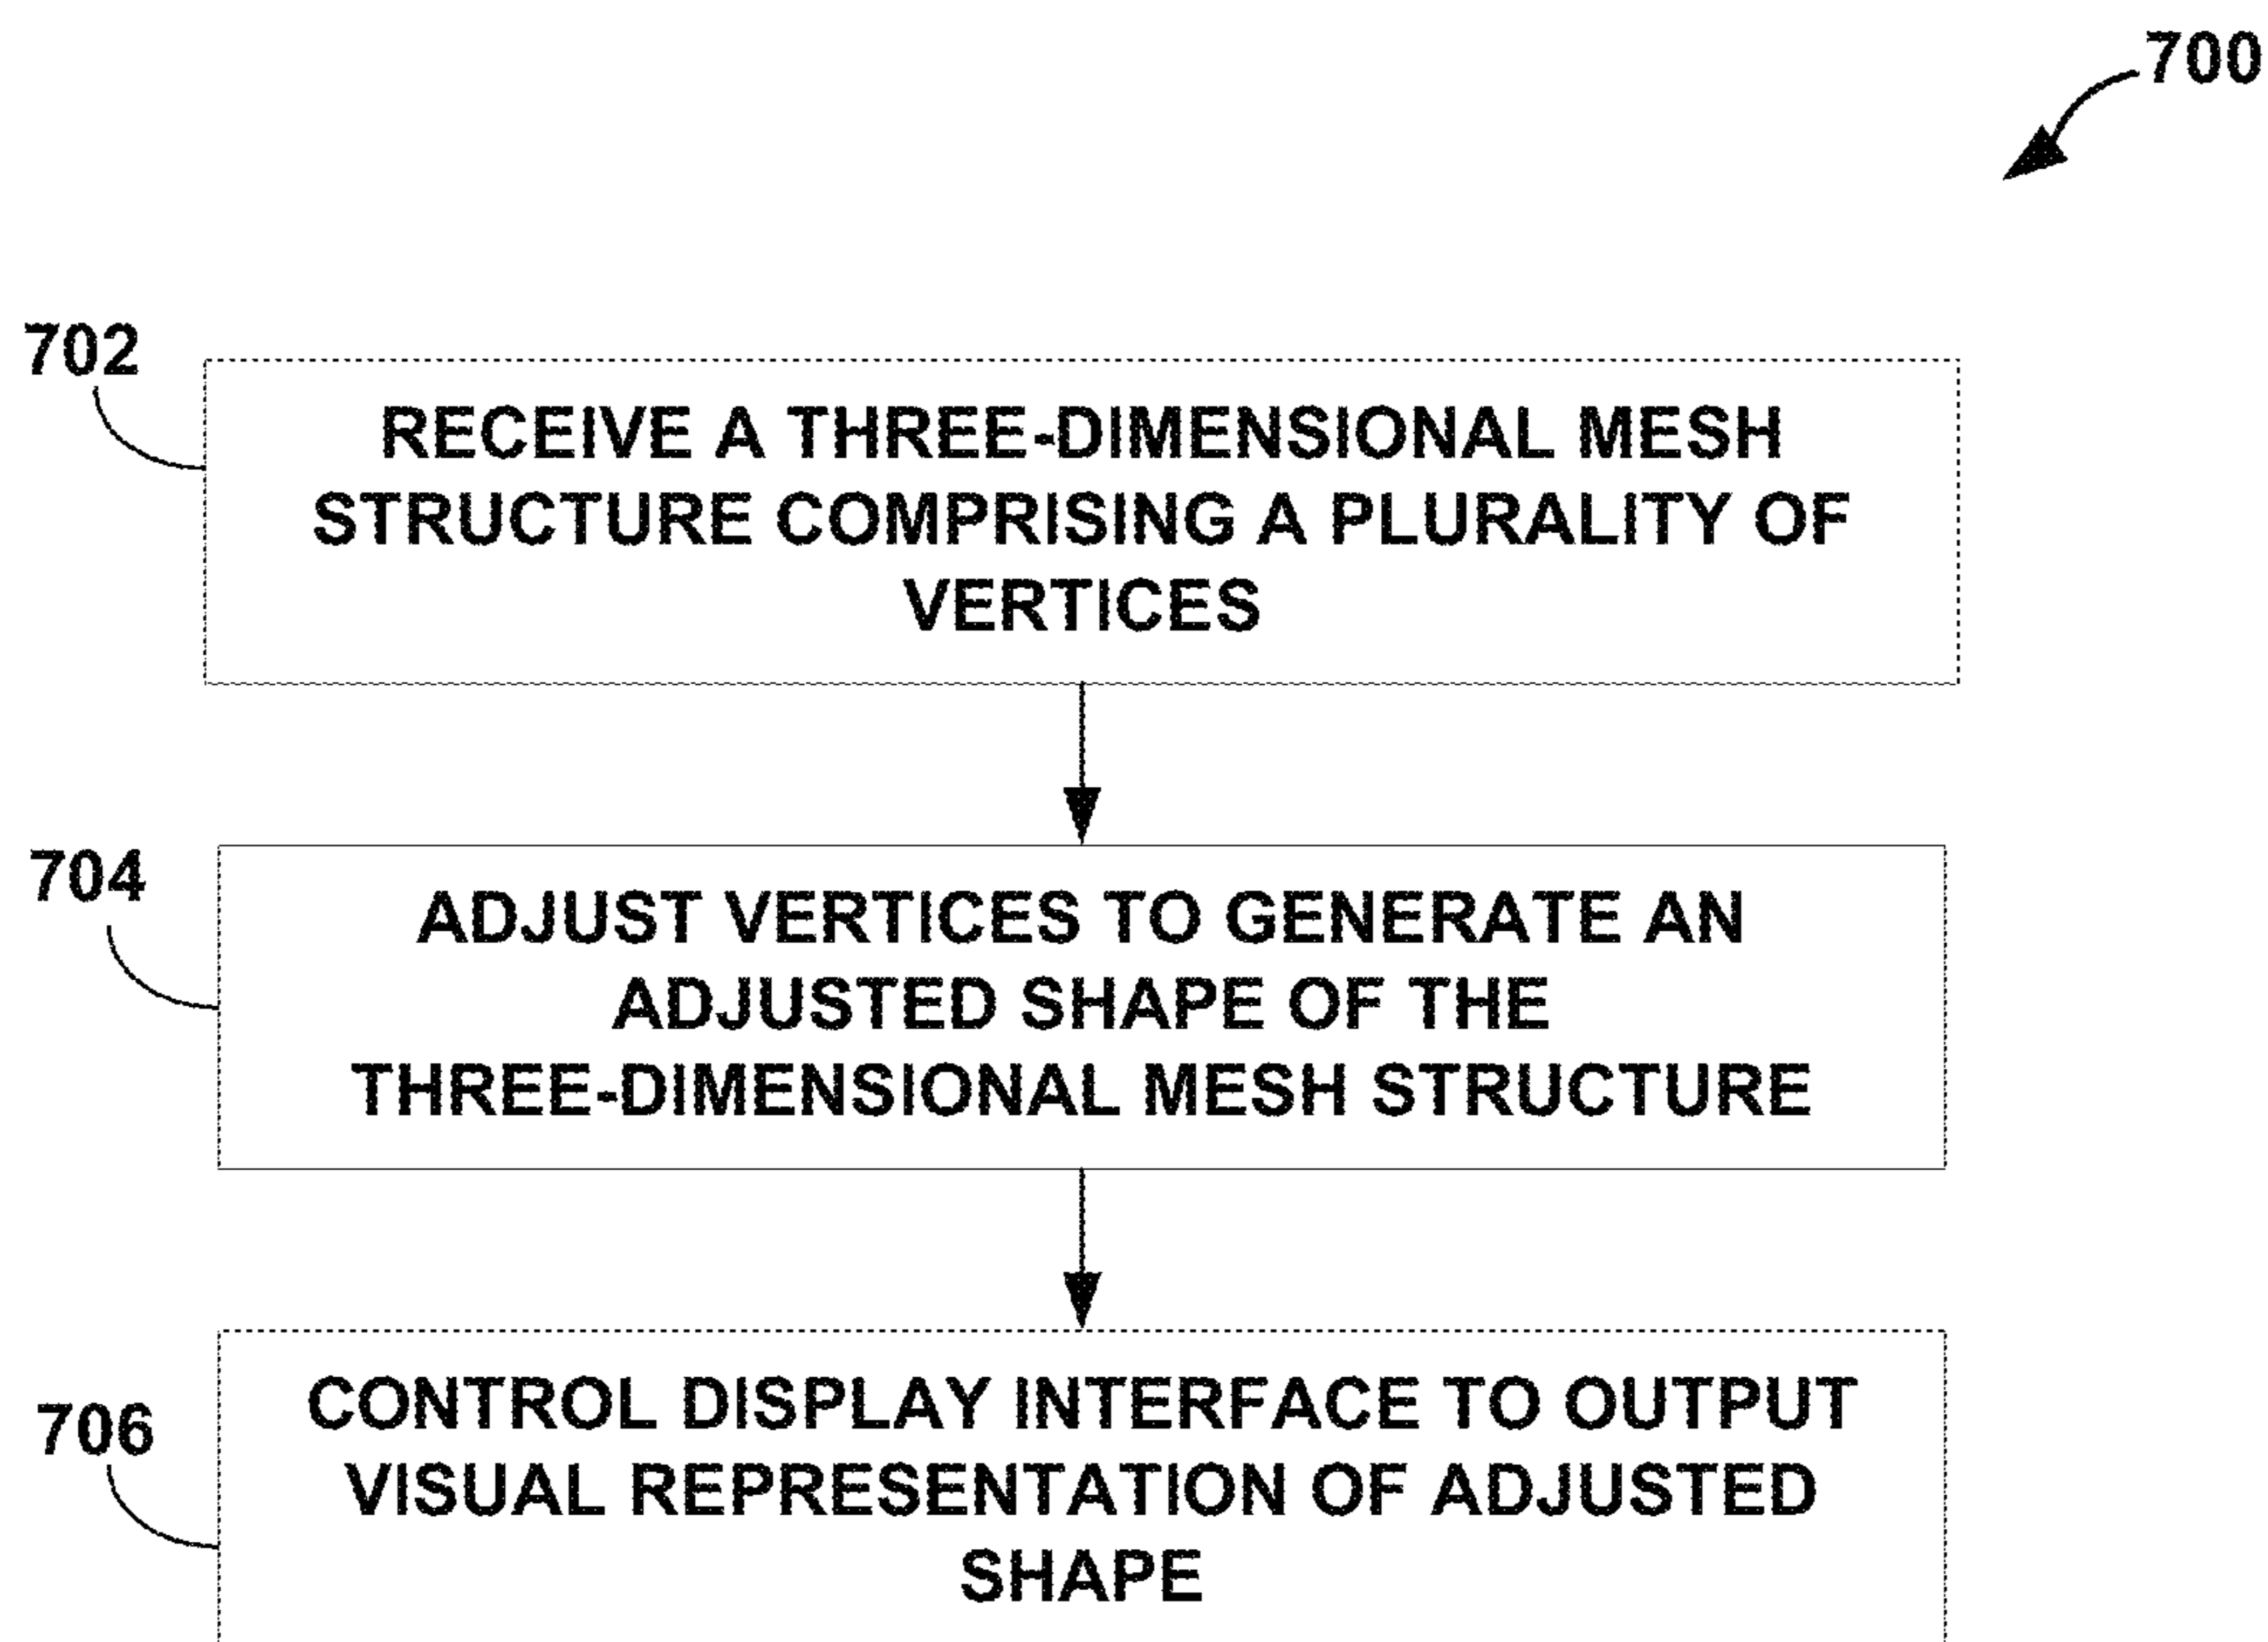 700
702
RECEIVE A THREE-DIMENSIONAL MESH
STRUCTURE COMPRISING A PLURALITY OF
VERTICES
704
ADJUST VERTICES TO GENERATE AN
ADJUSTED SHAPE OF THE
THREE-DIMENSIONAL MESH STRUCTURE
706
CONTROL DISPLAY INTERFACE TO OUTPUT
VISUAL REPRESENTATION OF ADJUSTED
SHAPE